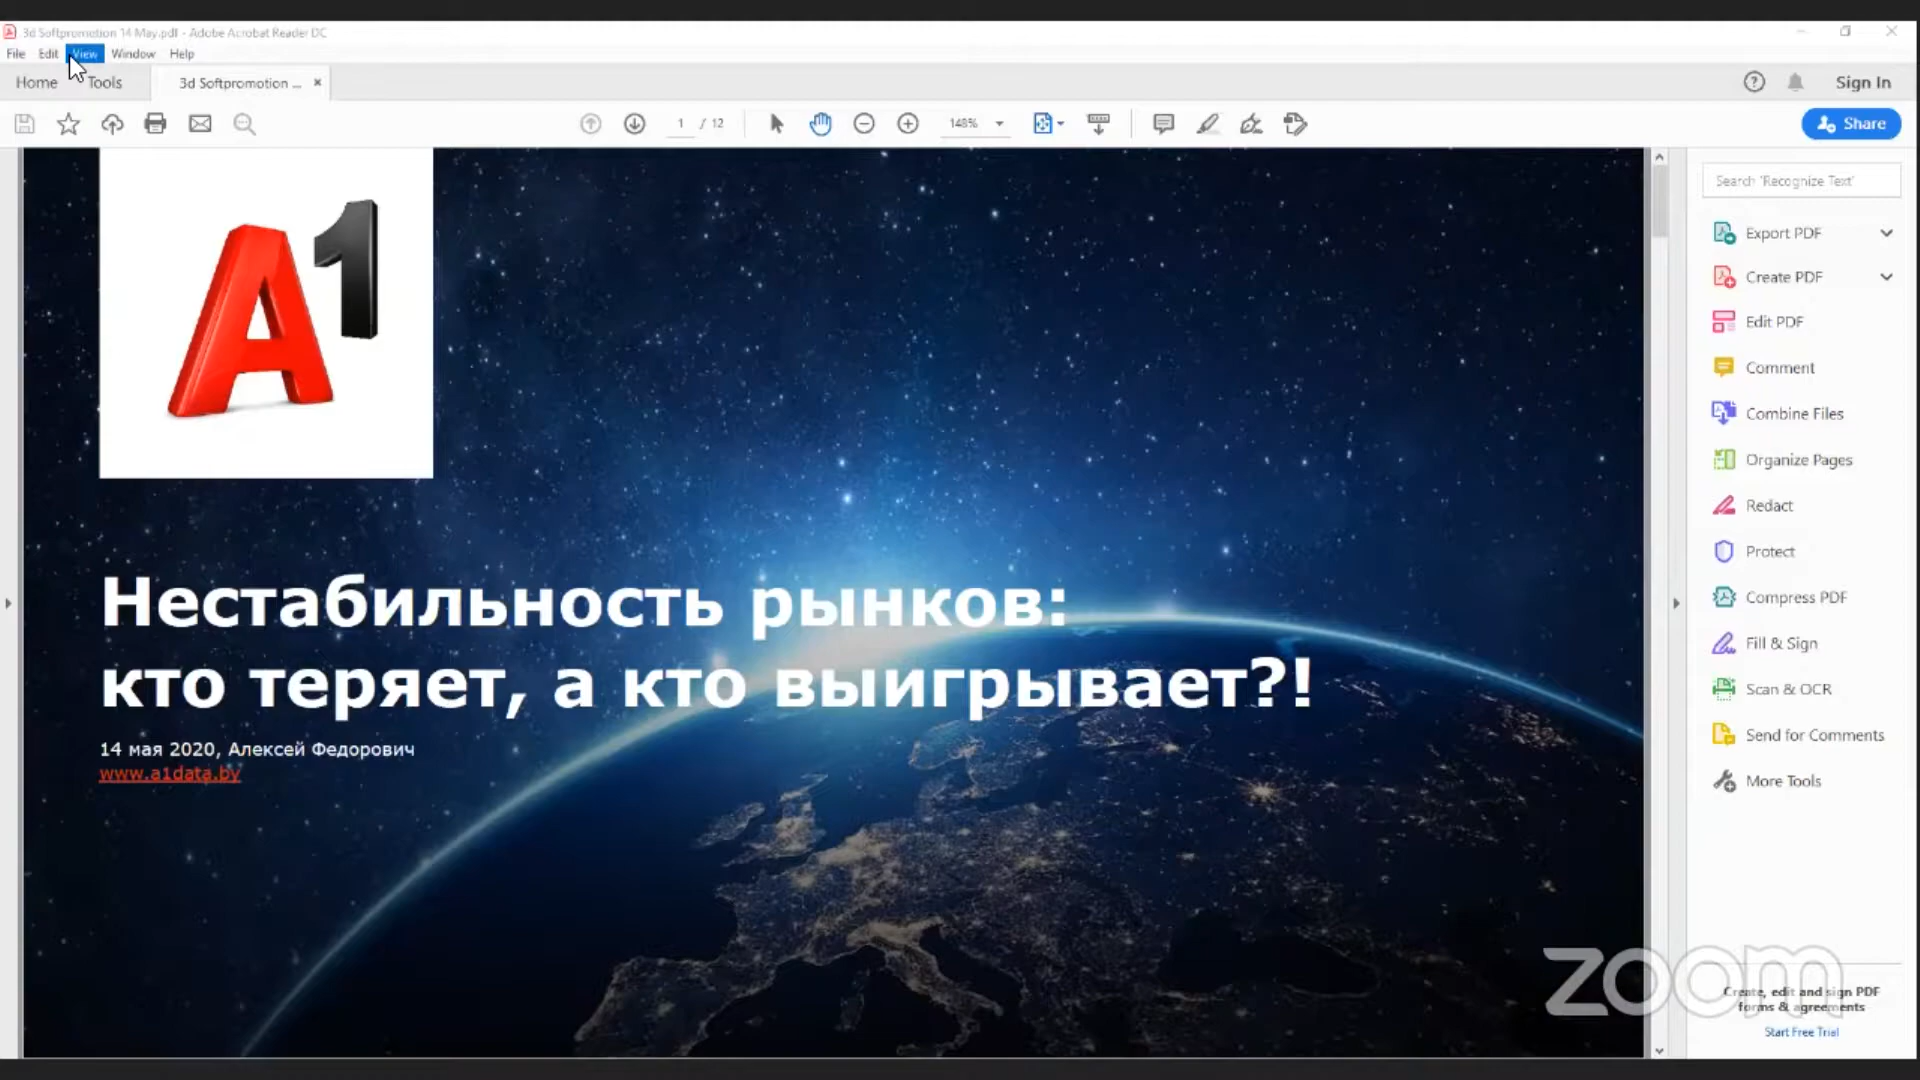 3d Softpromotion 14 May.pdf - Adobe Acrobat Reader DC
File Edit View Window Help
Home Tools 3d Softpromotion ... Sign In
1 / 12 148% Share
A1
Нестабильность рынков:
кто теряет, а кто выигрывает?!
14 мая 2020, Алексей Федорович
www.a1data.by
Search 'Recognize Text'
Export PDF
Create PDF
Edit PDF
Comment
Combine Files
Organize Pages
Redact
Protect
Compress PDF
Fill & Sign
Scan & OCR
Send for Comments
More Tools
zoom
Create, edit and sign PDF
forms & agreements
Start Free Trial